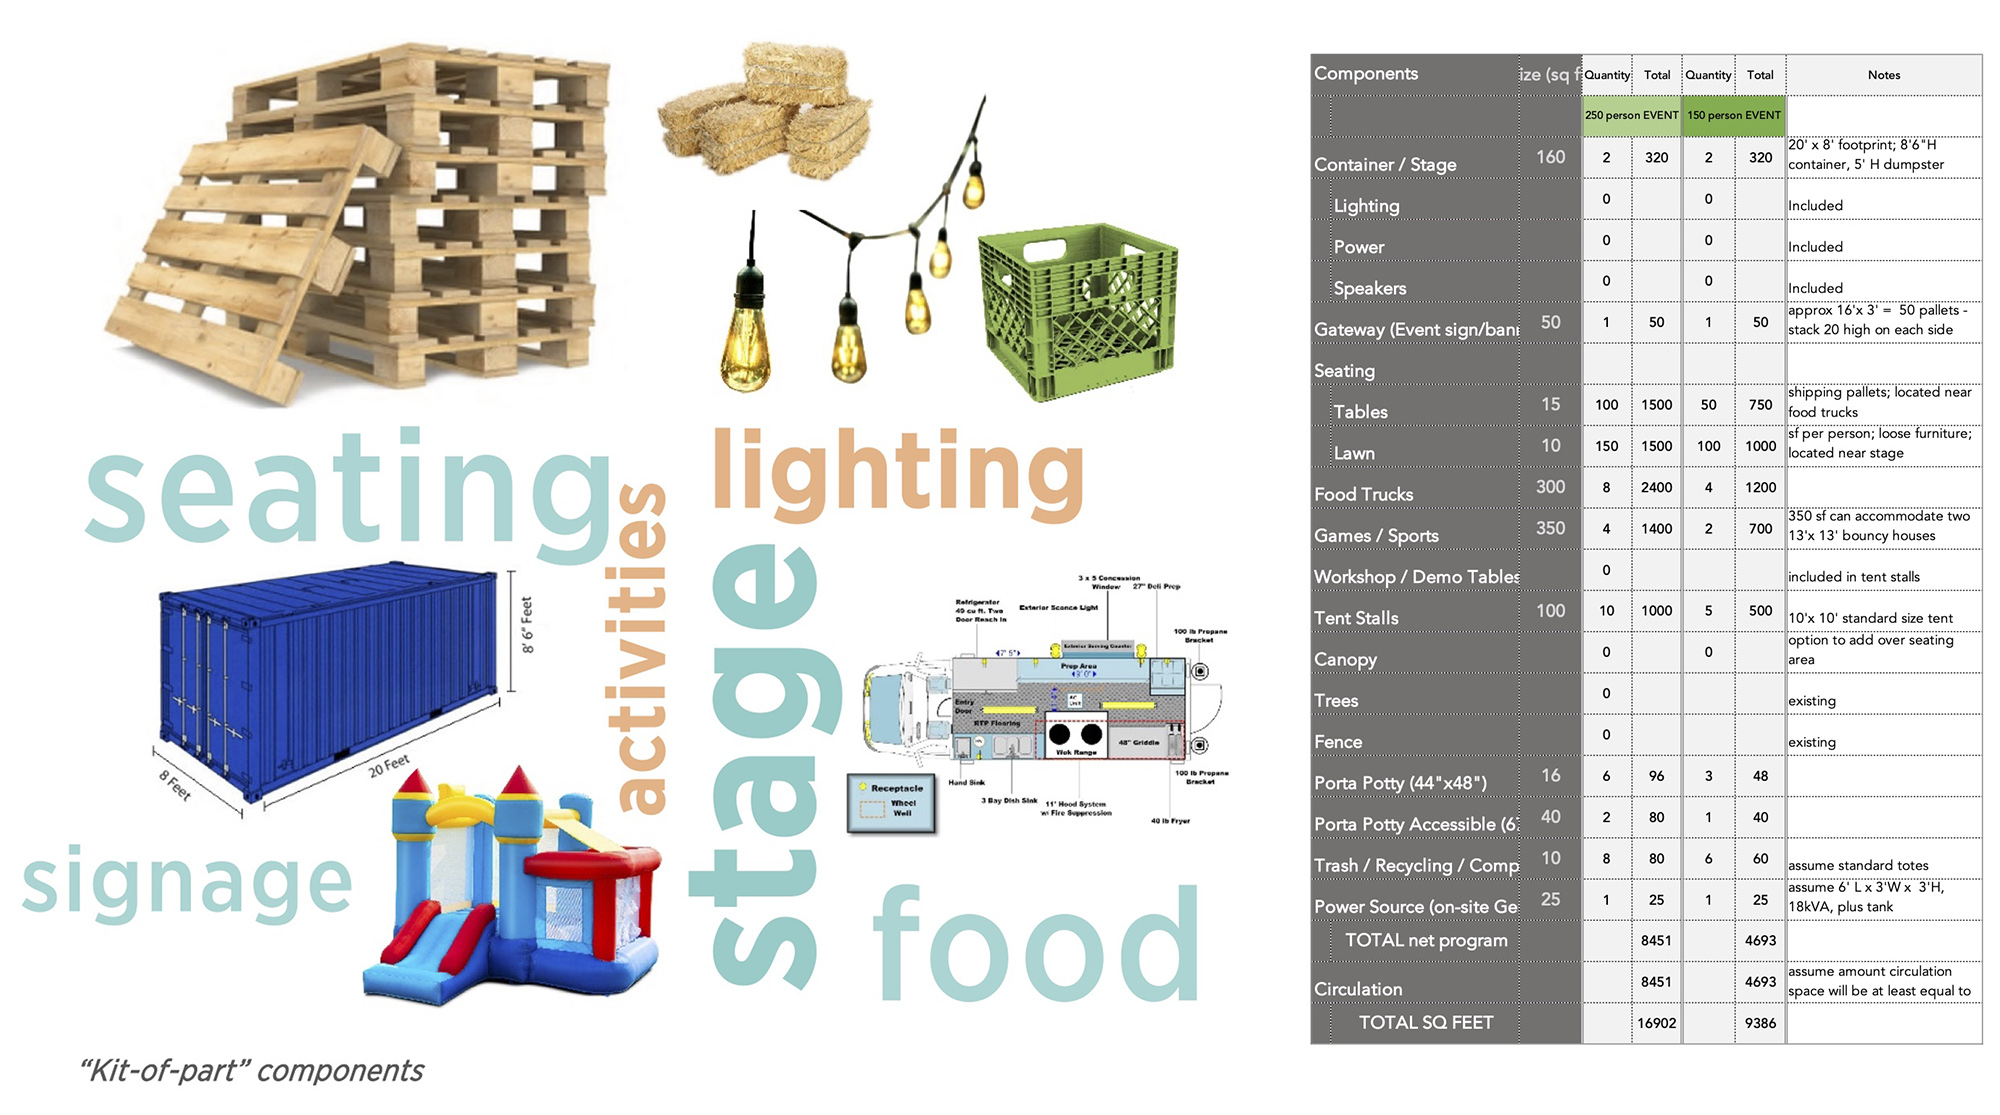 seating
lighting
activities
stage
signage
food
8' 6" Feet
20 Feet
8 Feet
3 x 5 Concession
Window
27" Deli Prep
Refrigerator
49 cu ft. Two
Door Reach In
Exterior Sconce Light
100 lb Propane
Bracket
Exterior Serving Counter
7' 5"
Prep Area
Entry
Door
RTP Flooring
Wok Range
48" Griddle
Hand Sink
3 Bay Dish Sink
11' Hood System
w/ Fire Suppression
100 lb Propane
Bracket
40 lb Fryer
Receptacle
Wheel
Well
"Kit-of-part" components
Components ize (sq f Quantity Total Quantity Total Notes
250 person EVENT 150 person EVENT
Container / Stage 160 2 320 2 320 20' x 8' footprint; 8'6"H
container, 5' H dumpster
Lighting 0 0 Included
Power 0 0 Included
Speakers 0 0 Included
Gateway (Event sign/bann 50 1 50 1 50 approx 16'x 3' = 50 pallets -
stack 20 high on each side
Seating
Tables 15 100 1500 50 750 shipping pallets; located near
food trucks
Lawn 10 150 1500 100 1000 sf per person; loose furniture;
located near stage
Food Trucks 300 8 2400 4 1200
Games / Sports 350 4 1400 2 700 350 sf can accommodate two
13'x 13' bouncy houses
Workshop / Demo Tables 0 included in tent stalls
Tent Stalls 100 10 1000 5 500 10'x 10' standard size tent
Canopy 0 0 option to add over seating
area
Trees 0 existing
Fence 0 existing
Porta Potty (44"x48") 16 6 96 3 48
Porta Potty Accessible (6 40 2 80 1 40
Trash / Recycling / Comp 10 8 80 6 60 assume standard totes
Power Source (on-site Ge 25 1 25 1 25 assume 6' L x 3'W x 3'H,
18kVA, plus tank
TOTAL net program 8451 4693
Circulation 8451 4693 assume amount circulation
space will be at least equal to
TOTAL SQ FEET 16902 9386